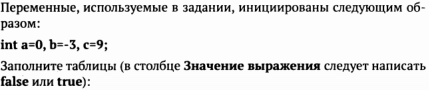 Переменные, используемые в задании, инициированы следующим об-
разом:
int a=0, b=-3, c=9;
Заполните таблицы (в столбце Значение выражения следует написать
false или true):